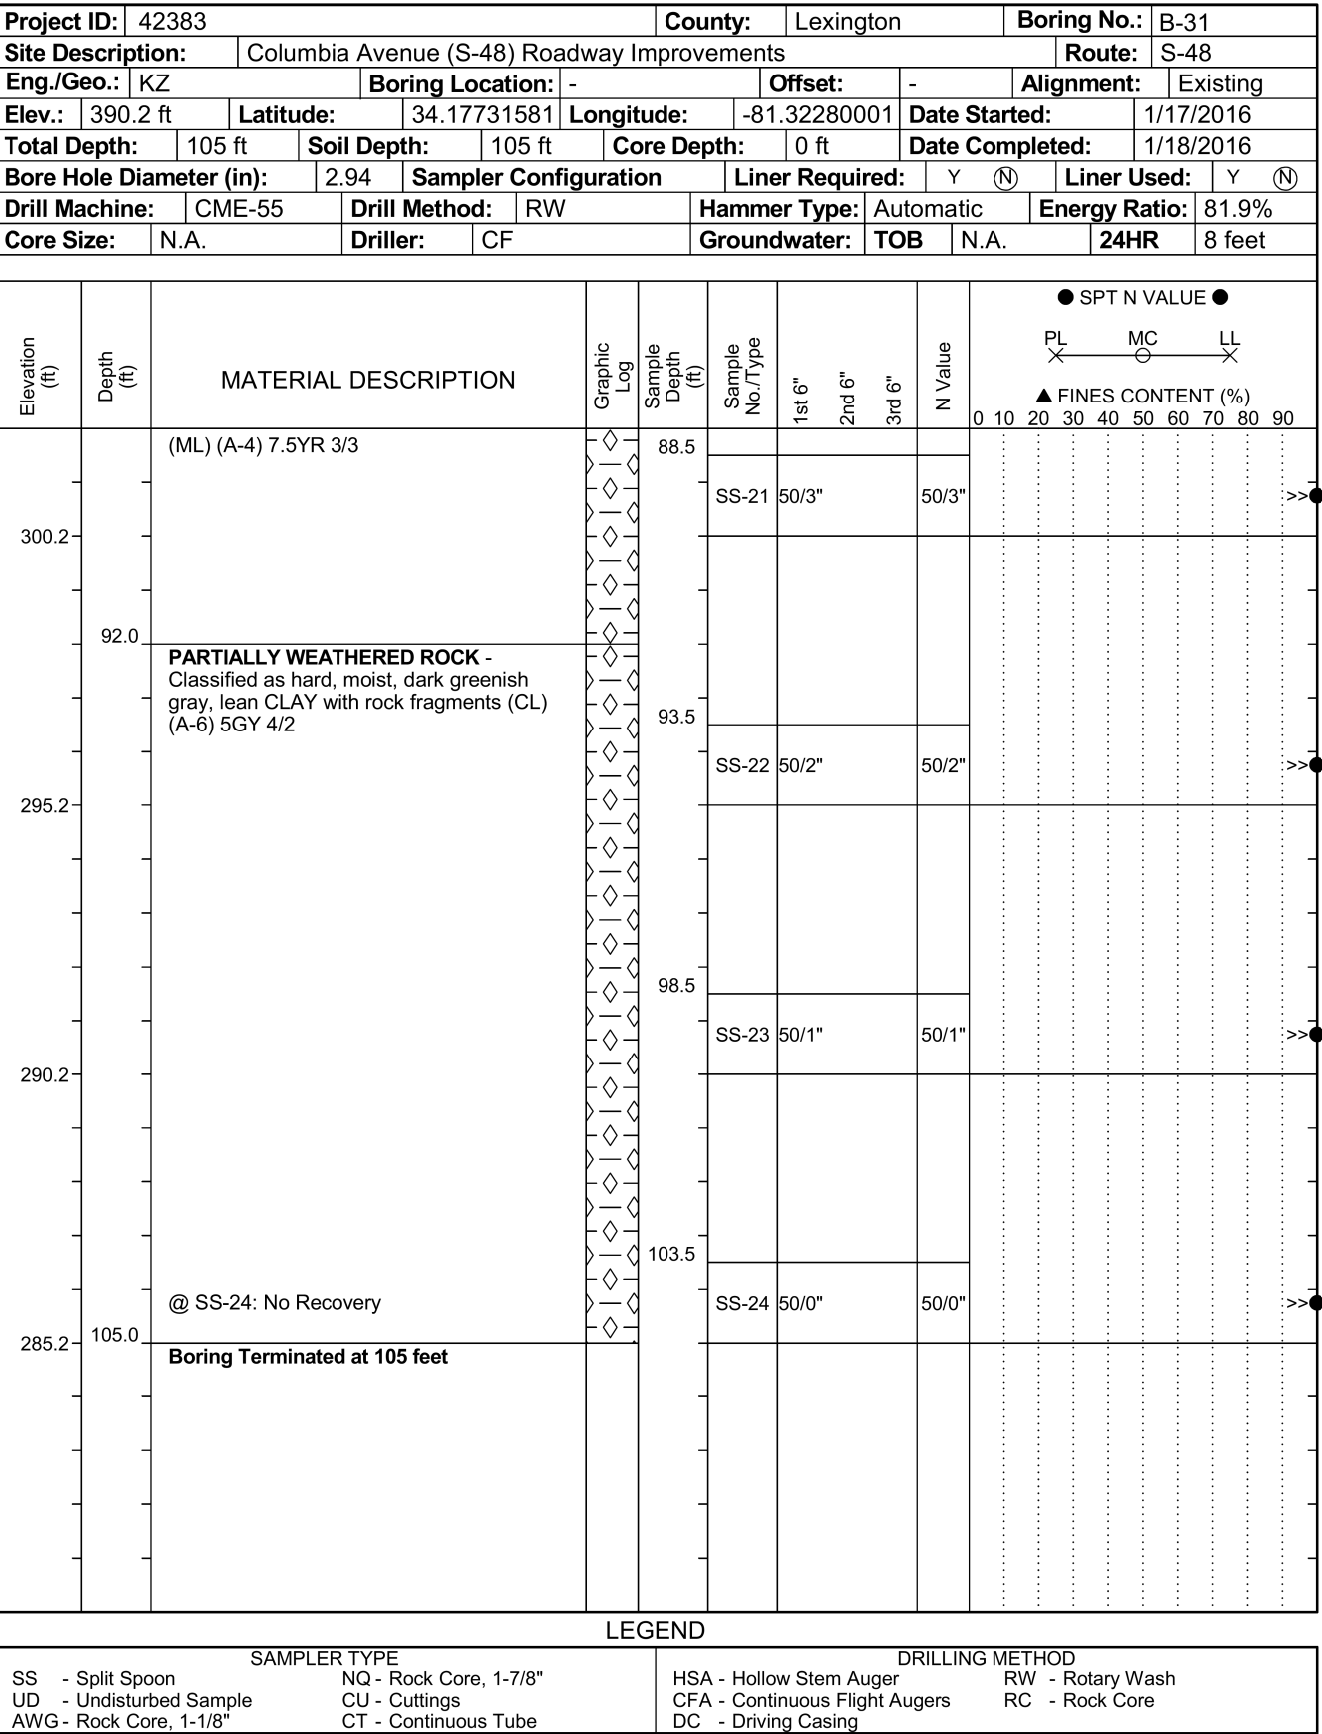 Project ID: 42383 County: Lexington Boring No.: B-31
Site Description: Columbia Avenue (S-48) Roadway Improvements Route: S-48
Eng./Geo.: KZ Boring Location: - Offset: - Alignment: Existing
Elev.: 390.2 ft Latitude: 34.17731581 Longitude: -81.32280001 Date Started: 1/17/2016
Total Depth: 105 ft Soil Depth: 105 ft Core Depth: 0 ft Date Completed: 1/18/2016
Bore Hole Diameter (in): 2.94 Sampler Configuration Liner Required: Y N Liner Used: Y N
Drill Machine: CME-55 Drill Method: RW Hammer Type: Automatic Energy Ratio: 81.9%
Core Size: N.A. Driller: CF Groundwater: TOB N.A. 24HR 8 feet
Elevation (ft)
Depth (ft)
MATERIAL DESCRIPTION
Graphic Log
Sample Depth (ft)
Sample No./Type
1st 6"
2nd 6"
3rd 6"
N Value
● SPT N VALUE ●
PL MC LL
▲ FINES CONTENT (%)
0 10 20 30 40 50 60 70 80 90
(ML) (A-4) 7.5YR 3/3
88.5
SS-21 50/3" 50/3" >>
300.2
92.0
PARTIALLY WEATHERED ROCK -
Classified as hard, moist, dark greenish
gray, lean CLAY with rock fragments (CL)
(A-6) 5GY 4/2
93.5
SS-22 50/2" 50/2" >>
295.2
98.5
SS-23 50/1" 50/1" >>
290.2
103.5
@ SS-24: No Recovery
SS-24 50/0" 50/0" >>
285.2 105.0
Boring Terminated at 105 feet
LEGEND
SAMPLER TYPE DRILLING METHOD
SS - Split Spoon NQ - Rock Core, 1-7/8" HSA - Hollow Stem Auger RW - Rotary Wash
UD - Undisturbed Sample CU - Cuttings CFA - Continuous Flight Augers RC - Rock Core
AWG - Rock Core, 1-1/8" CT - Continuous Tube DC - Driving Casing